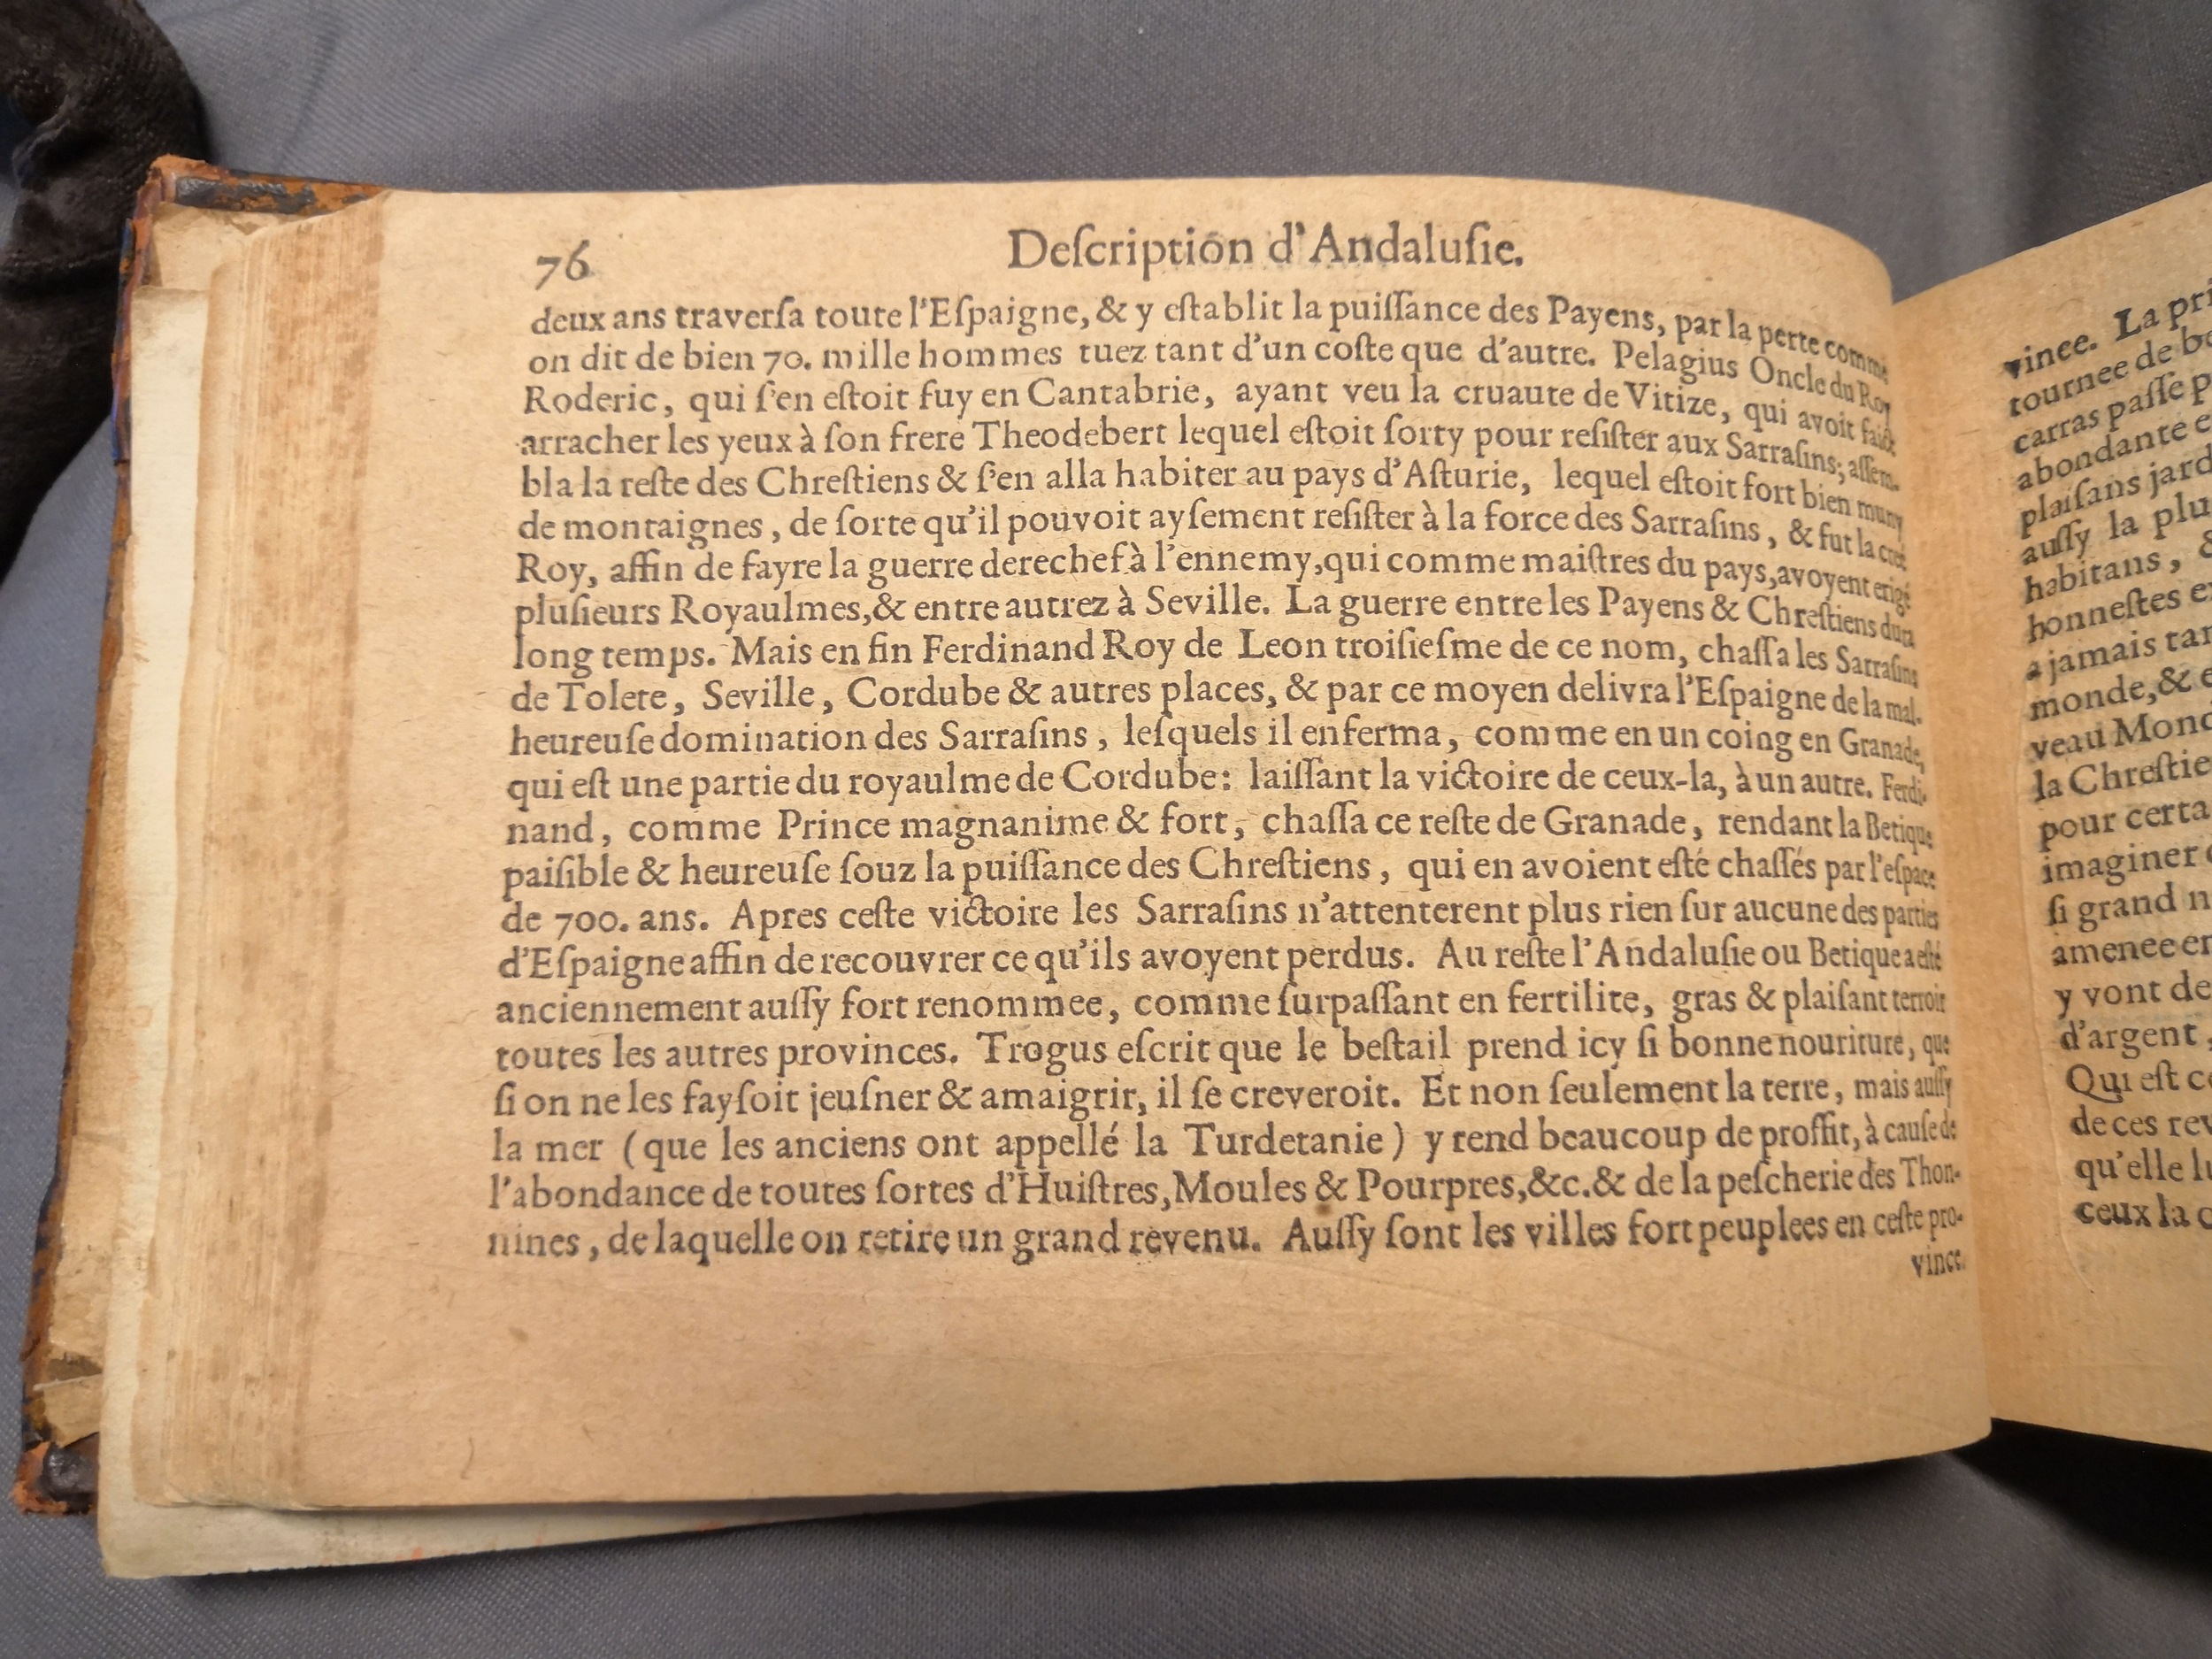 76
Deſcription d'Andaluſie.
deux ans traverſa toute l'Eſpaigne, & y eſtablit la puiſſance des Payens, par la perte comme
on dit de bien 70. mille hommes tuez tant d'un coſte que d'autre. Pelagius Oncle du Roy
Roderic, qui ſ'en eſtoit fuy en Cantabrie, ayant veu la cruaute de Vitize, qui avoit faict
arracher les yeux à ſon frere Theodebert lequel eſtoit ſorty pour reſiſter aux Sarraſins; aſſem-
bla la reſte des Chreſtiens & ſ'en alla habiter au pays d'Aſturie, lequel eſtoit fort bien muny
de montaignes, de ſorte qu'il pouvoit ayſement reſiſter à la force des Sarraſins, & fut la creé
Roy, affin de fayre la guerre derechef à l'ennemy, qui comme maiſtres du pays, avoyent erigé
pluſieurs Royaulmes, & entre autrez à Seville. La guerre entre les Payens & Chreſtiens dura
long temps. Mais en fin Ferdinand Roy de Leon troiſieſme de ce nom, chaſſa les Sarraſins
de Tolete, Seville, Cordube & autres places, & par ce moyen delivra l'Eſpaigne de la mal-
heureuſe domination des Sarraſins, leſquels il enferma, comme en un coing en Granade,
qui eſt une partie du royaulme de Cordube: laiſſant la victoire de ceux-la, à un autre. Ferdi-
nand, comme Prince magnanime & fort, chaſſa ce reſte de Granade, rendant la Betique
paiſible & heureuſe ſouz la puiſſance des Chreſtiens, qui en avoient eſté chaſſés par l'eſpace
de 700. ans. Apres ceſte victoire les Sarraſins n'attenterent plus rien ſur aucune des parties
d'Eſpaigne affin de recouvrer ce qu'ils avoyent perdus. Au reſte l'Andaluſie ou Betique a eſté
anciennement auſſy fort renommee, comme ſurpaſſant en fertilite, gras & plaiſant terroir
toutes les autres provinces. Trogus eſcrit que le beſtail prend icy ſi bonne nouriture, que
ſi on ne les fayſoit jeuſner & amaigrir, il ſe creveroit. Et non ſeulement la terre, mais auſſy
la mer (que les anciens ont appellé la Turdetanie) y rend beaucoup de proffit, à cauſe de
l'abondance de toutes ſortes d'Huiſtres, Moules & Pourpres, &c. & de la peſcherie des Thon-
nines, de laquelle on retire un grand revenu. Auſſy ſont les villes fort peuplees en ceſte pro-
vince.
vince. La
tournee de
carras paſſe
abondante
plaiſans
auſſy la
habitans,
honneſtes
a jamais
monde, &
veau
la
pour
imaginer
ſi grand
amenee
y vont de
d'argent,
Qui eſt
de ces
qu'elle
ceux la